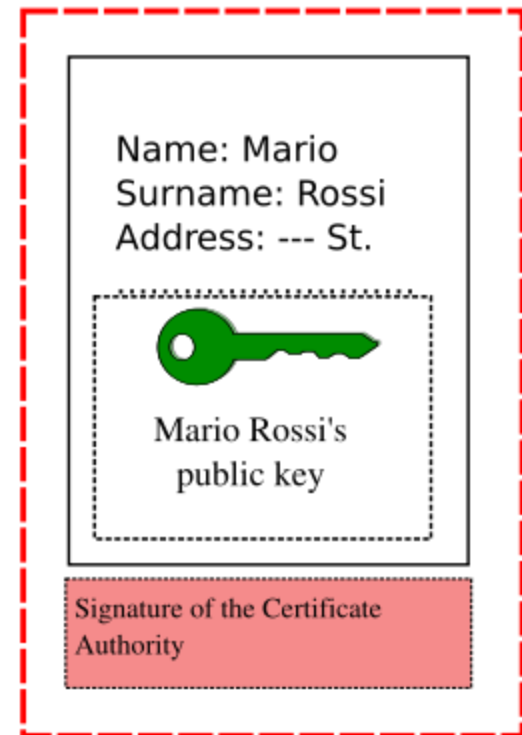 Name: Mario
Surname: Rossi
Address: --- St.
Mario Rossi's
public key
Signature of the Certificate
Authority